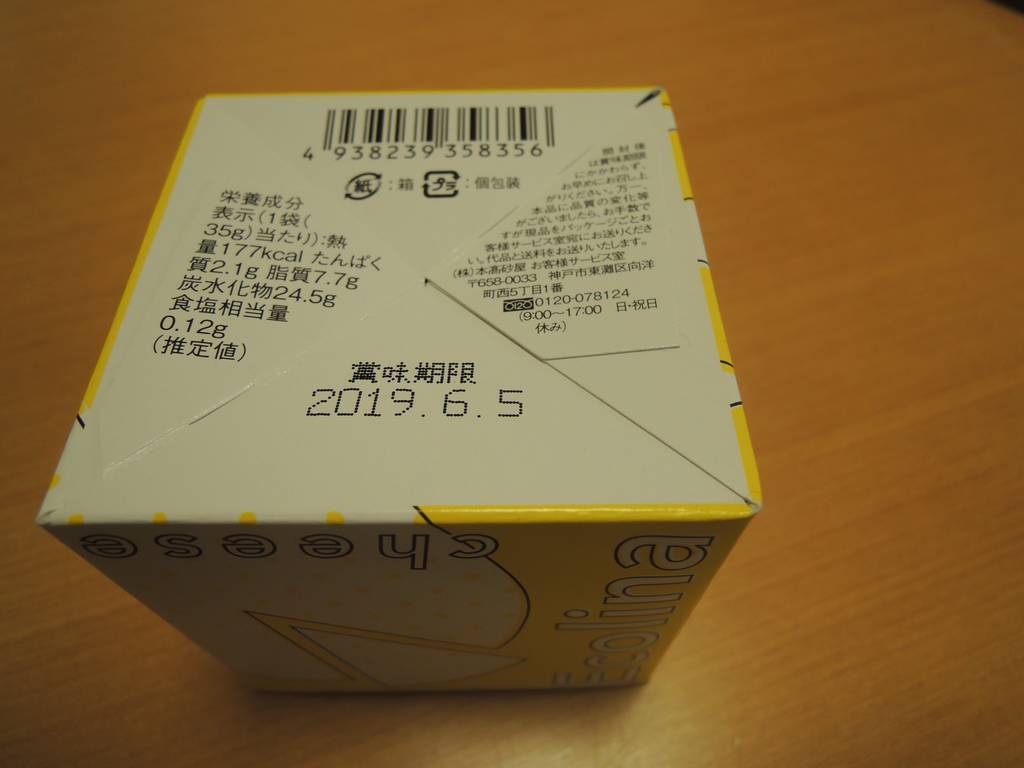 4 938239 358356
紙:箱 プラ:個包装
栄養成分
表示(1袋(
35g)当たり):熱
量177kcal たんぱく
質2.1g 脂質7.7g
炭水化物24.5g
食塩相当量
0.12g
(推定値)
開封後
は賞味期限
にかかわらず、
お早めにお召し上
がりください。万一、
本品に品質の変化等
がございましたら、お手数で
すが現品をパッケージごとお
客様サービス室宛にお送りくださ
い。代品と送料をお送りいたします。
(株)本髙砂屋 お客様サービス室
〒658-0033 神戸市東灘区向洋
町西5丁目1番
0120-078124
(9:00〜17:00 日・祝日
休み)
賞味期限
2019.6.5
cheese
Ecolina